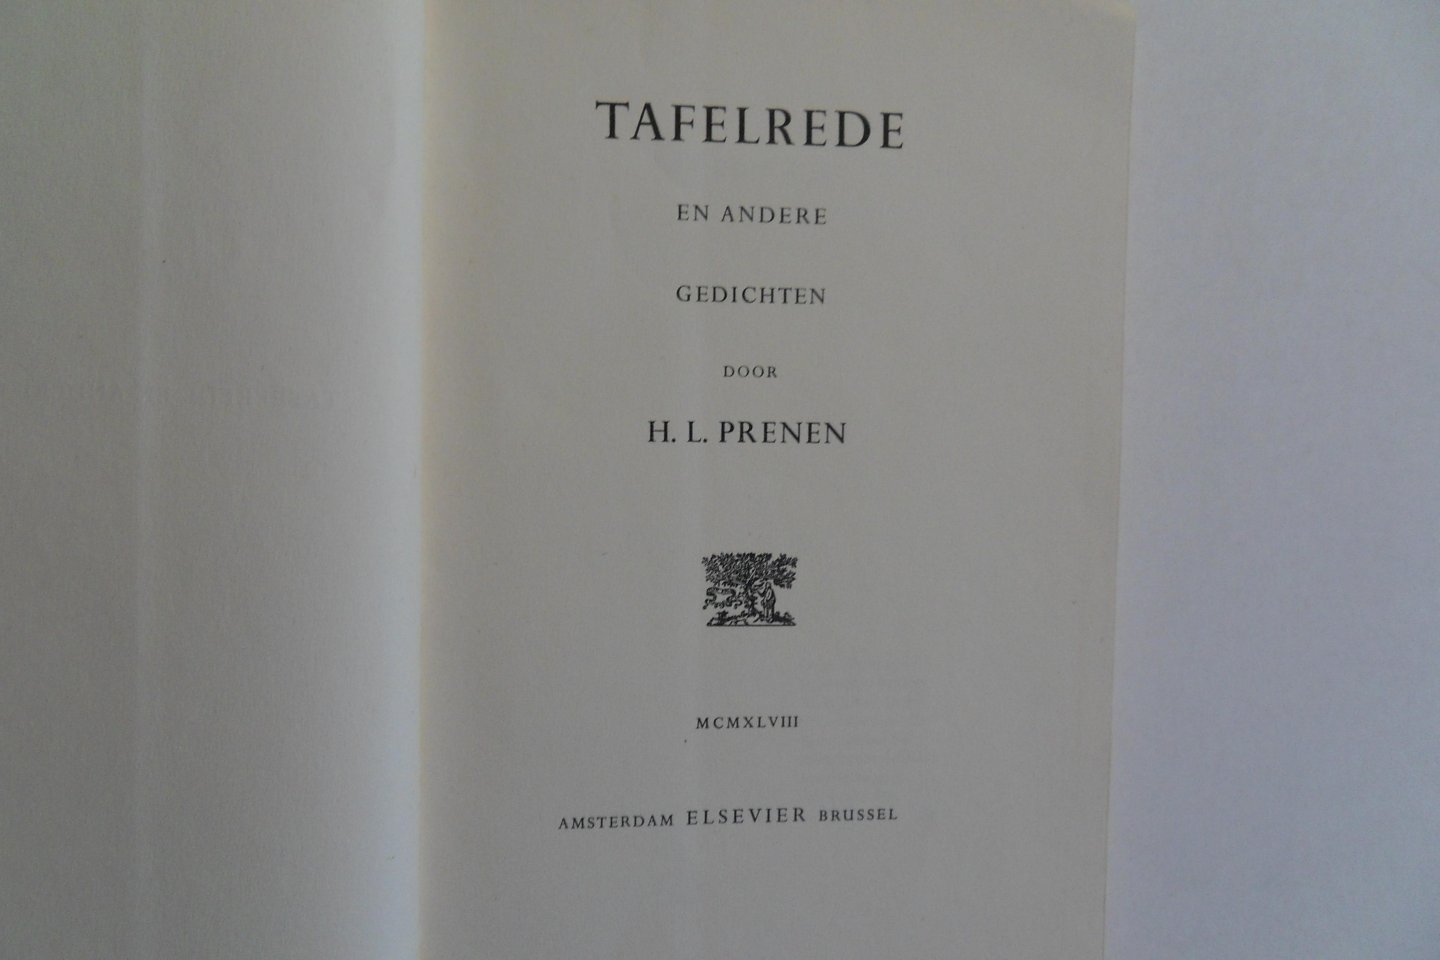 TAFELREDE
EN ANDERE
GEDICHTEN
DOOR
H. L. PRENEN
MCMXLVIII
AMSTERDAM ELSEVIER BRUSSEL